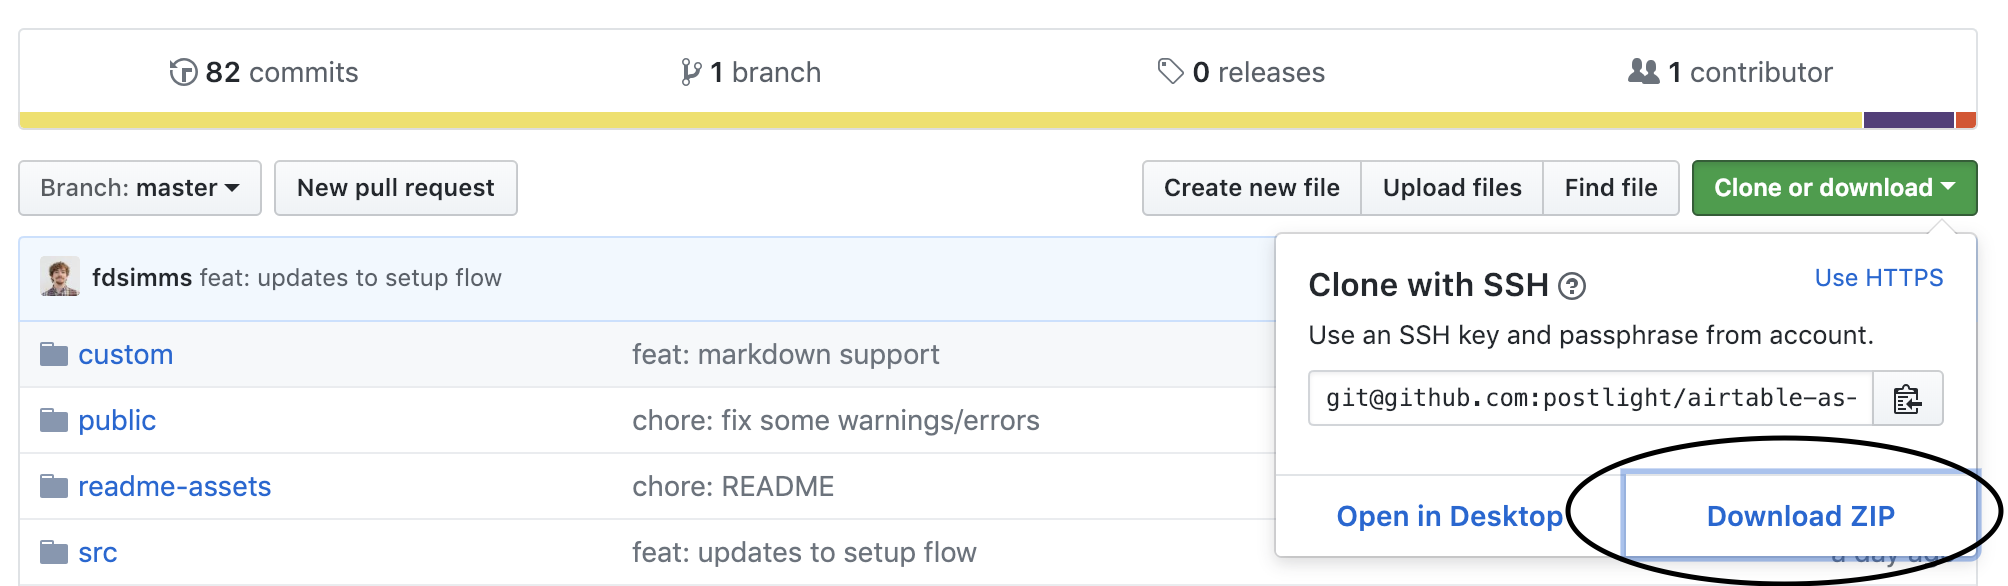 82 commits
1 branch
0 releases
1 contributor
Branch: master
New pull request
Create new file
Upload files
Find file
Clone or download
fdsimms feat: updates to setup flow
Clone with SSH
Use HTTPS
Use an SSH key and passphrase from account.
git@github.com:postlight/airtable-as-
Open in Desktop
Download ZIP
custom feat: markdown support
public chore: fix some warnings/errors
readme-assets chore: README
src feat: updates to setup flow